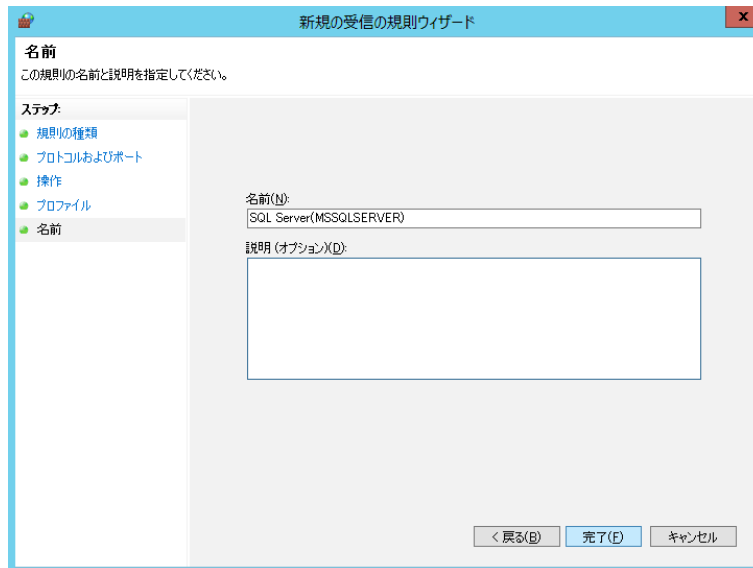 新規の受信の規則ウィザード
x
名前
この規則の名前と説明を指定してください。
ステップ:
規則の種類
プロトコルおよびポート
操作
プロファイル
名前
名前(N):
SQL Server(MSSQLSERVER)
説明 (オプション)(D):
< 戻る(B)
完了(F)
キャンセル